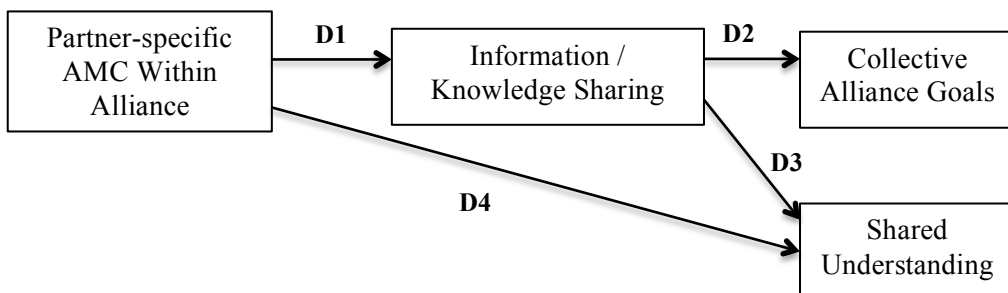 Partner-specific
AMC Within
Alliance
D1
Information /
Knowledge Sharing
D2
Collective
Alliance Goals
D3
D4
Shared
Understanding